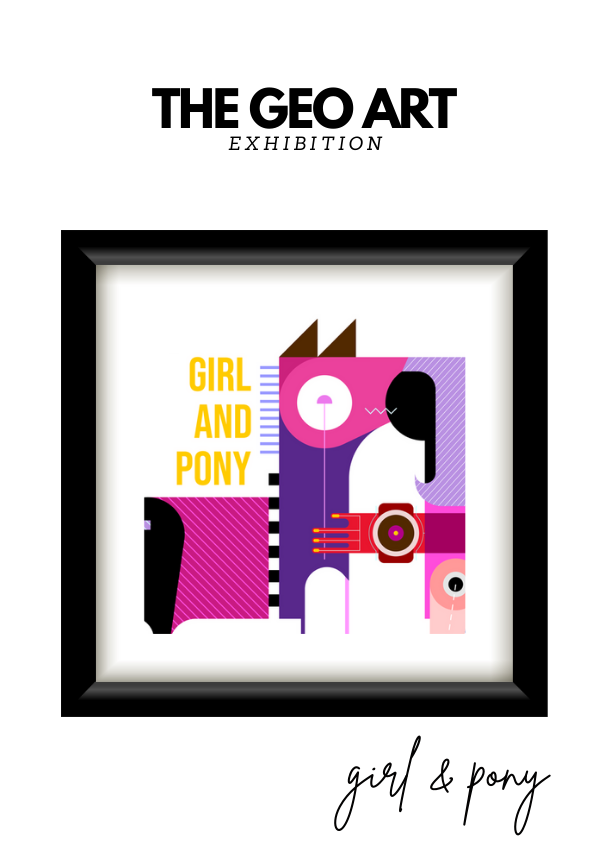 THE GEO ART
EXHIBITION
GIRL
AND
PONY
girl & pony